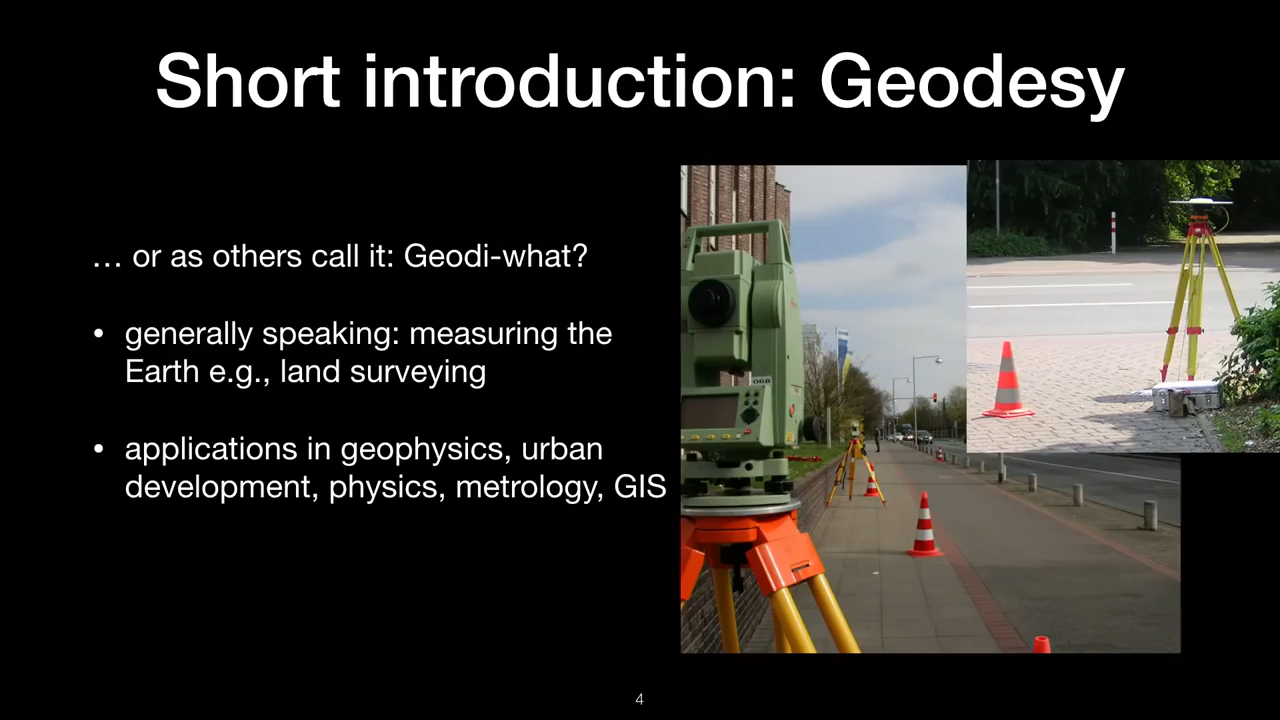 Short introduction: Geodesy
… or as others call it: Geodi-what?
• generally speaking: measuring the
Earth e.g., land surveying
• applications in geophysics, urban
development, physics, metrology, GIS
068
4